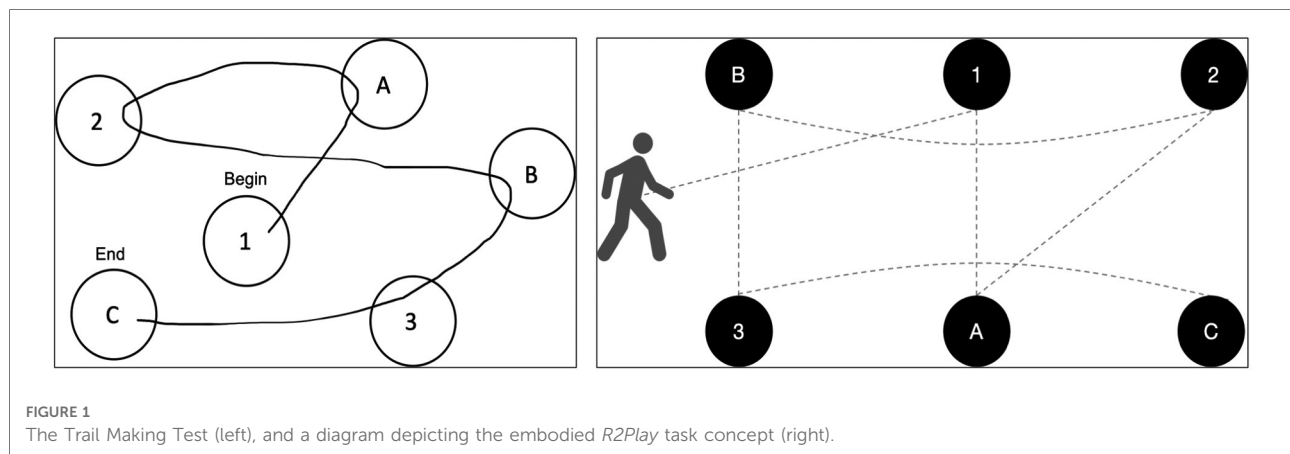 A
2
B
Begin
1
End
C
3
B
1
2
3
A
C
FIGURE 1
The Trail Making Test (left), and a diagram depicting the embodied R2Play task concept (right).